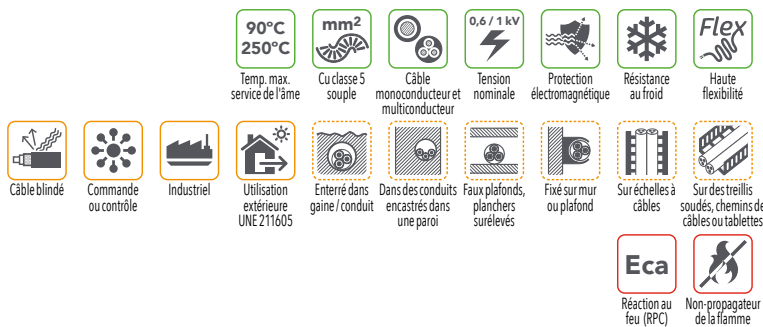 90°C
250°C
mm²
0,6 / 1 kV
Flex
Temp. max.
service de l'âme
Cu classe 5
souple
Câble
monoconducteur et
multiconducteur
Tension
nominale
Protection
électromagnétique
Résistance
au froid
Haute
flexibilité
Câble blindé
Commande
ou contrôle
Industriel
Utilisation
extérieure
UNE 211605
Enterré dans
gaine / conduit
Dans des conduits
encastrés dans
une paroi
Faux plafonds,
planchers
surélevés
Fixé sur mur
ou plafond
Sur échelles à
câbles
Sur des treillis
soudés, chemins de
câbles ou tablettes
Eca
Réaction au
feu (RPC)
Non-propagateur
de la flamme